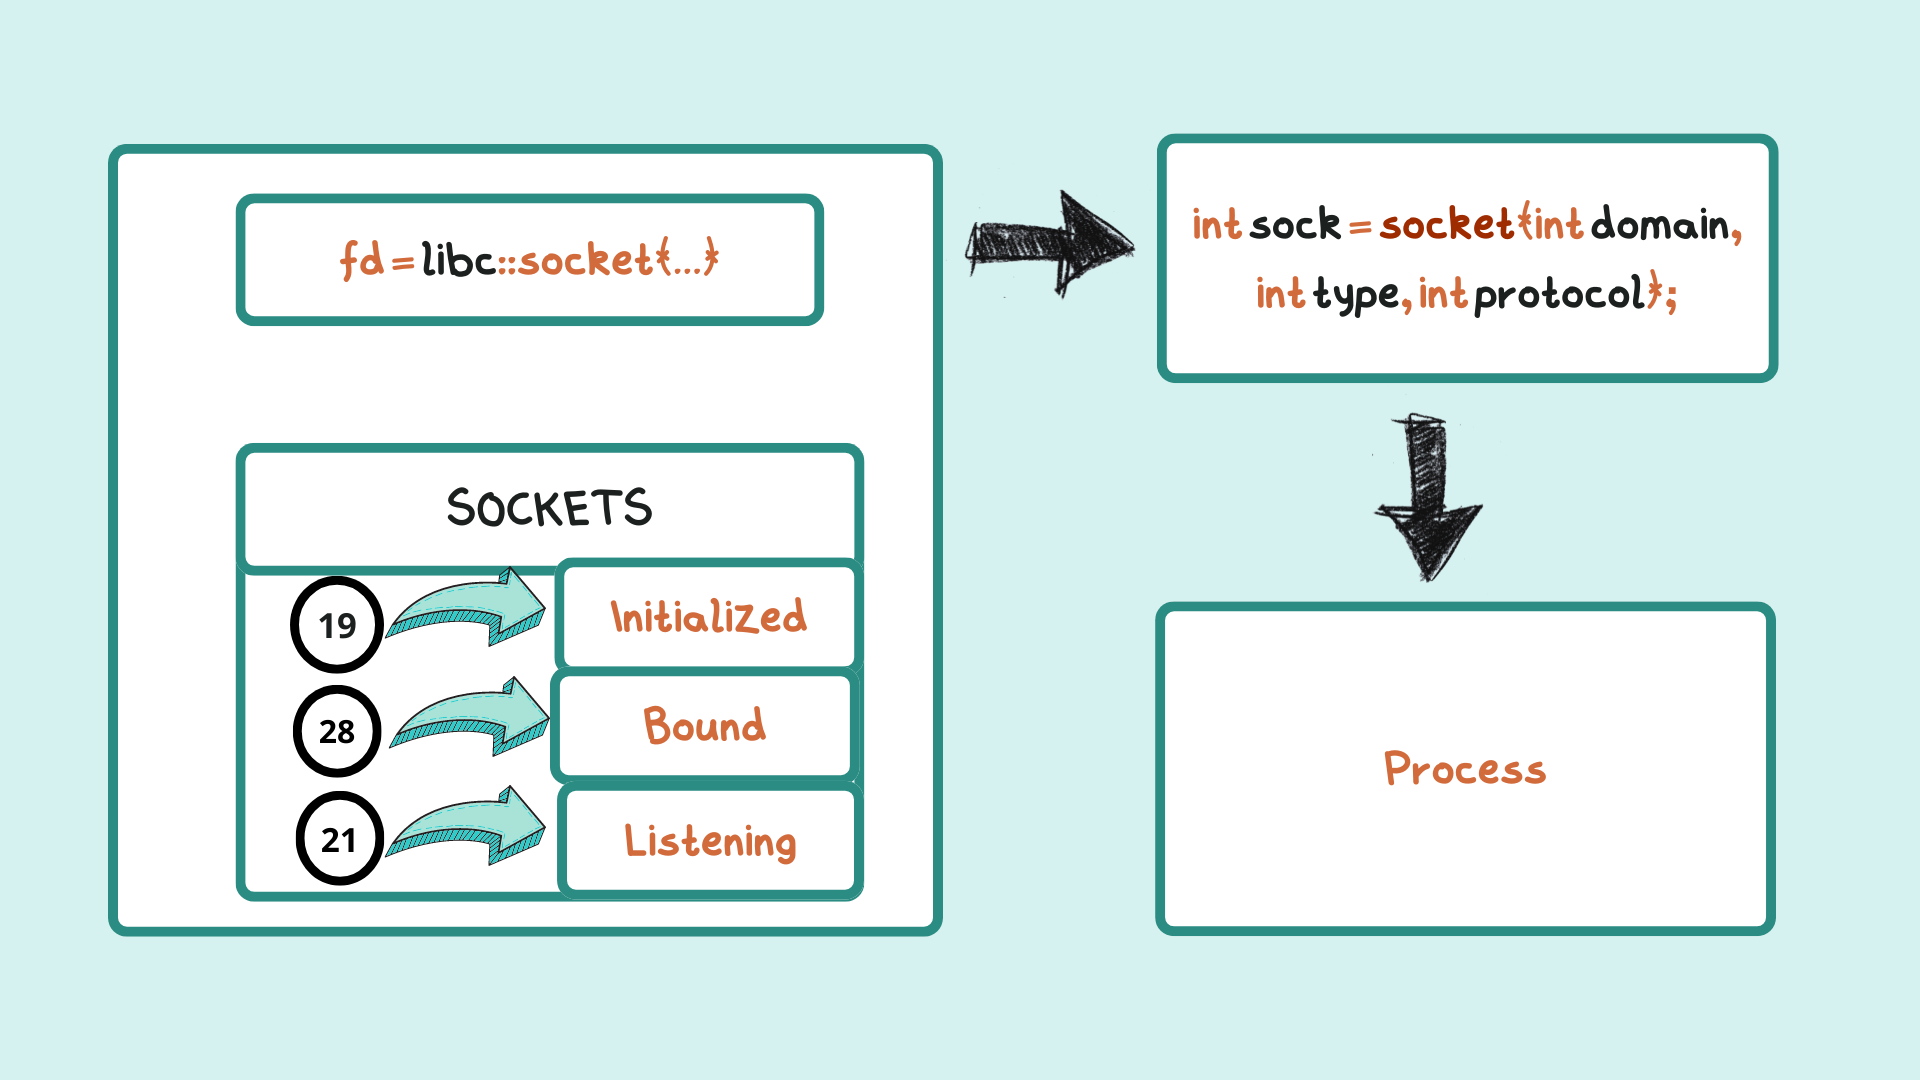 fd = libc::socket(...)
SOCKETS
19
Initialized
28
Bound
21
Listening
int sock = socket(int domain,
int type, int protocol);
Process